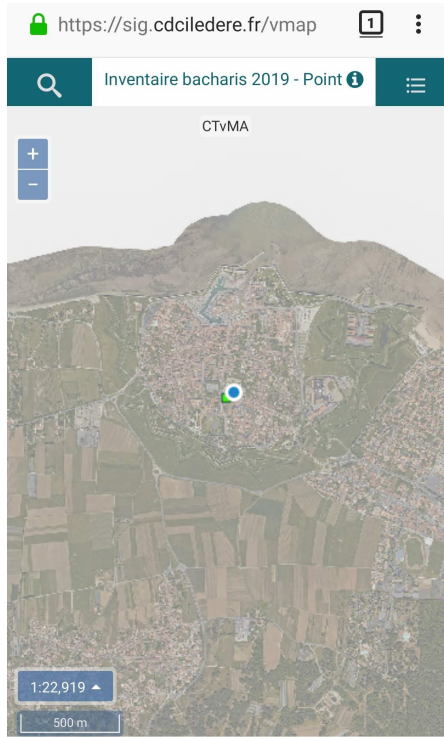 https://sig.cdciledere.fr/vmap
1
Inventaire bacharis 2019 - Point
CTvMA
+
−
1:22,919
500 m